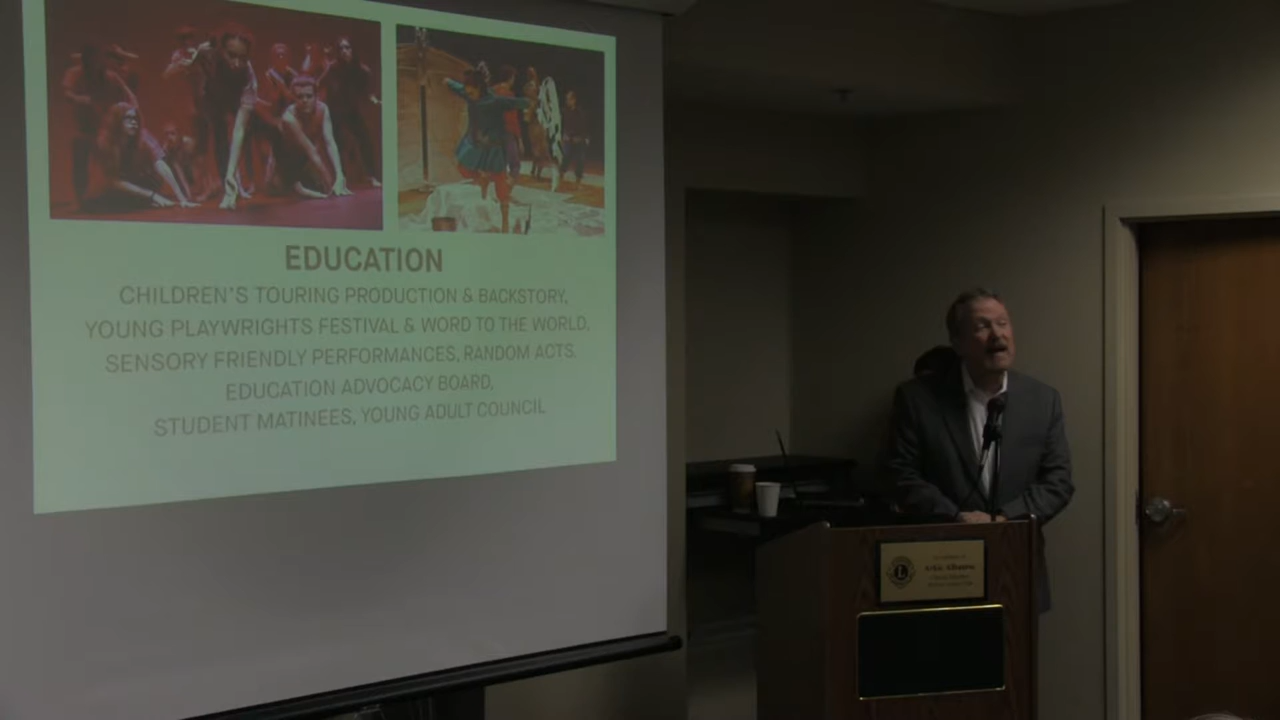 EDUCATION
CHILDREN'S TOURING PRODUCTION & BACKSTORY,
YOUNG PLAYWRIGHTS FESTIVAL & WORD TO THE WORLD,
SENSORY FRIENDLY PERFORMANCES, RANDOM ACTS,
EDUCATION ADVOCACY BOARD,
STUDENT MATINEES, YOUNG ADULT COUNCIL
L